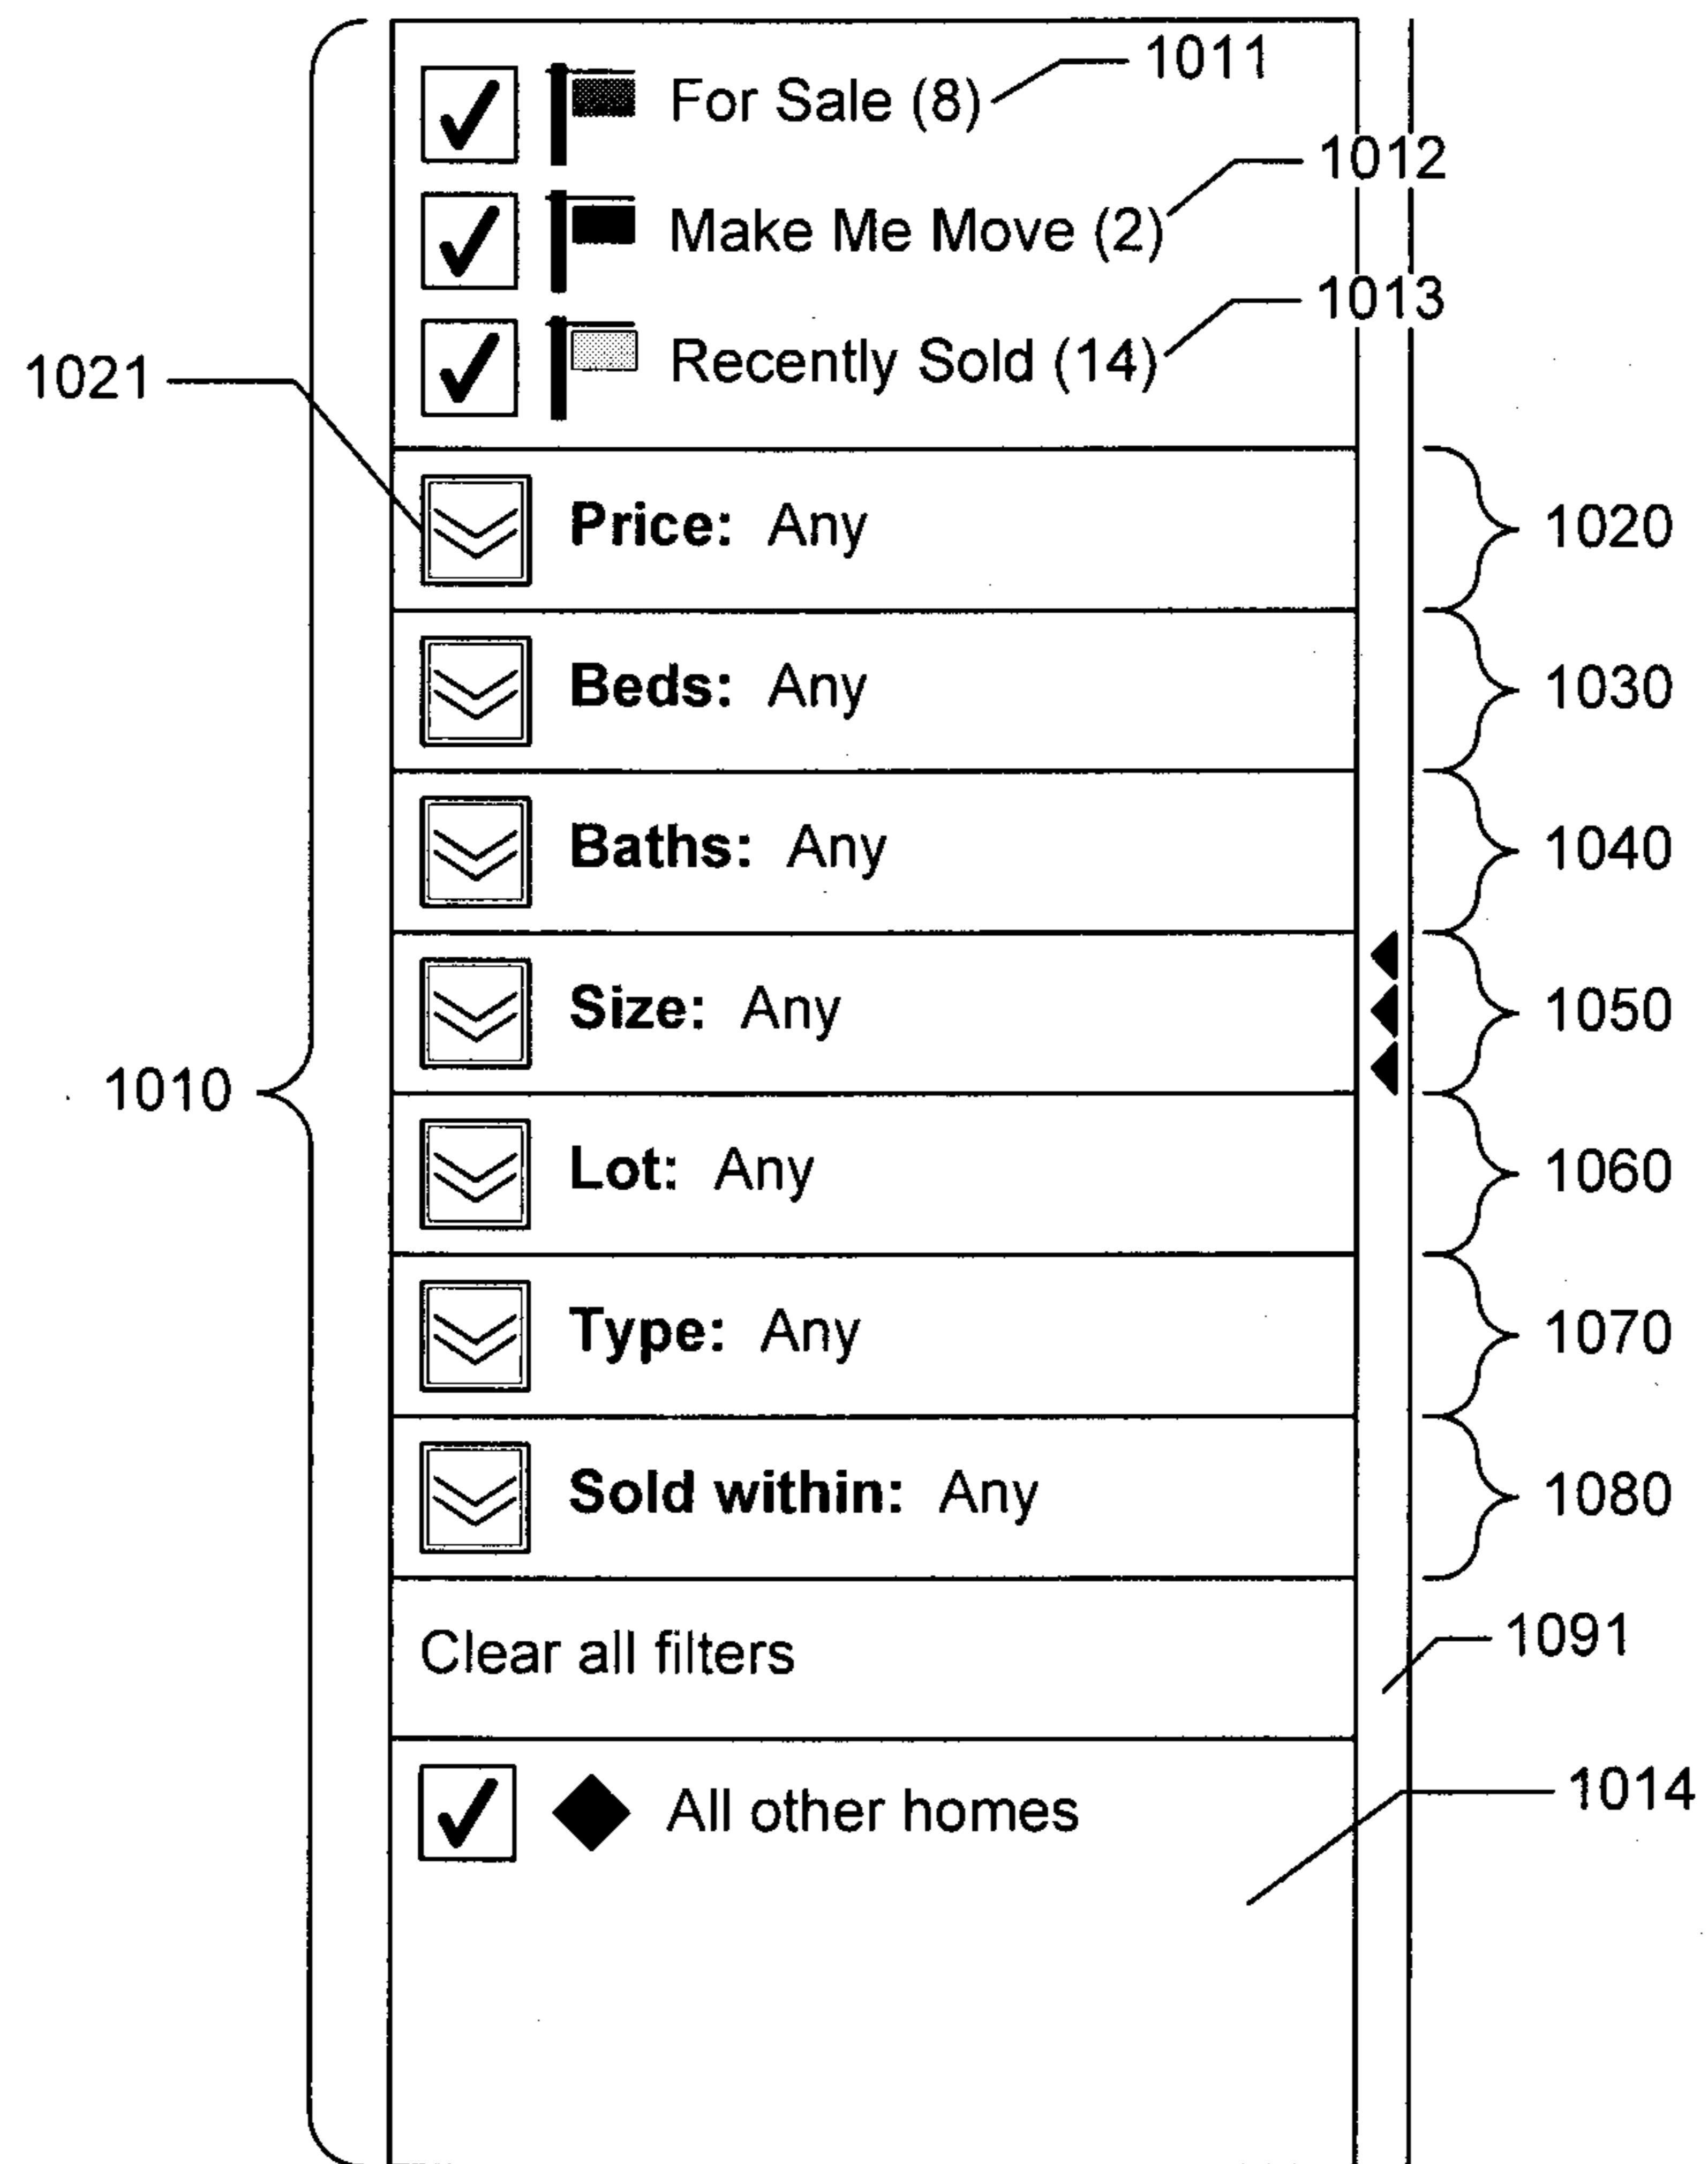 For Sale (8) 1011
Make Me Move (2) 1012
Recently Sold (14) 1013
1021
Price: Any 1020
Beds: Any 1030
Baths: Any 1040
Size: Any 1050
1010
Lot: Any 1060
Type: Any 1070
Sold within: Any 1080
Clear all filters 1091
All other homes 1014